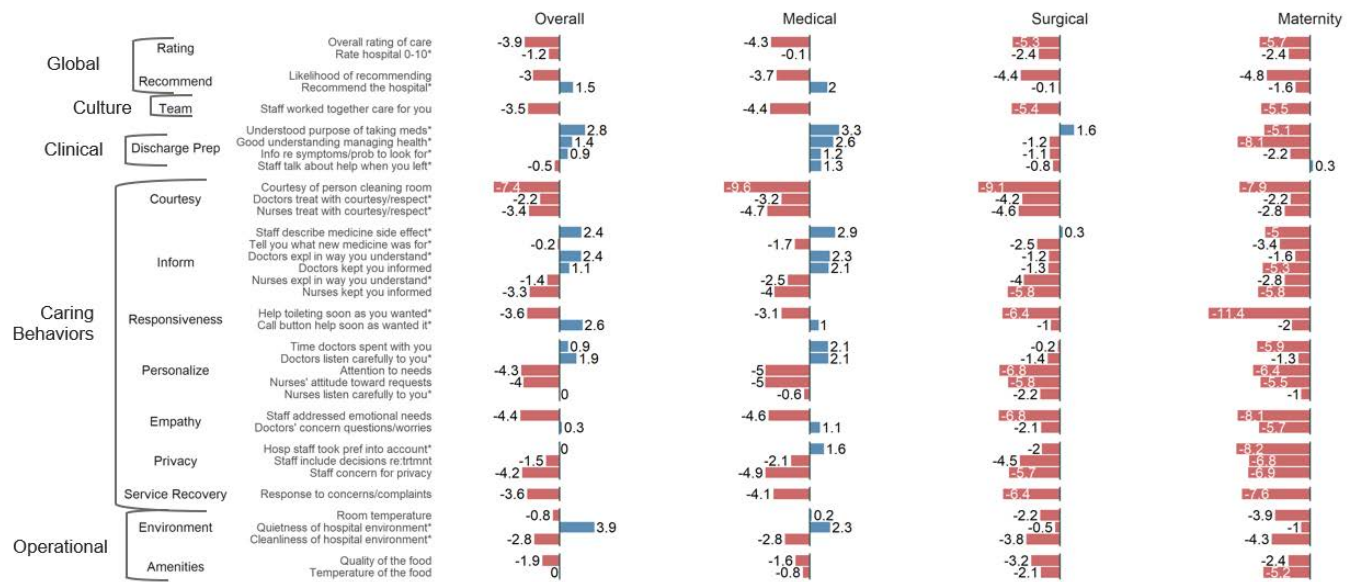 Overall Medical Surgical Maternity
Global
Rating
Overall rating of care -3.9 -4.3 -5.3 -5.7
Rate hospital 0-10* -1.2 -0.1 -2.4 -2.4
Recommend
Likelihood of recommending -3 -3.7 -4.4 -4.8
Recommend the hospital* 1.5 2 -0.1 -1.6
Culture Team Staff worked together care for you -3.5 -4.4 -5.4 -5.5
Clinical Discharge Prep
Understood purpose of taking meds* 2.8 3.3 1.6 -5.1
Good understanding managing health* 1.4 2.6 -1.2 -8.1
Info re symptoms/prob to look for* 0.9 1.2 -1.1 -2.2
Staff talk about help when you left* -0.5 1.3 -0.8 0.3
Caring Behaviors
Courtesy
Courtesy of person cleaning room -7.4 -9.6 -9.1 -7.9
Doctors treat with courtesy/respect* -2.2 -3.2 -4.2 -2.2
Nurses treat with courtesy/respect* -3.4 -4.7 -4.6 -2.8
Inform
Staff describe medicine side effect* 2.4 2.9 0.3 -5
Tell you what new medicine was for* -0.2 -1.7 -2.5 -3.4
Doctors expl in way you understand* 2.4 2.3 -1.2 -1.6
Doctors kept you informed 1.1 2.1 -1.3 -5.3
Nurses expl in way you understand* -1.4 -2.5 -4 -2.8
Nurses kept you informed -3.3 -4 -5.8 -5.8
Responsiveness
Help toileting soon as you wanted* -3.6 -3.1 -6.4 -11.4
Call button help soon as wanted it* 2.6 1 -1 -2
Personalize
Time doctors spent with you 0.9 2.1 -0.2 -5.9
Doctors listen carefully to you* 1.9 2.1 -1.4 -1.3
Attention to needs -4.3 -5 -6.8 -6.4
Nurses' attitude toward requests -4 -5 -5.8 -5.5
Nurses listen carefully to you* 0 -0.6 -2.2 -1
Empathy
Staff addressed emotional needs -4.4 -4.6 -6.8 -8.1
Doctors' concern questions/worries 0.3 1.1 -2.1 -5.7
Privacy
Hosp staff took pref into account* 0 1.6 -2 -8.2
Staff include decisions re:trtmnt -1.5 -2.1 -4.5 -6.8
Staff concern for privacy -4.2 -4.9 -5.7 -6.9
Service Recovery Response to concerns/complaints -3.6 -4.1 -6.4 -7.6
Operational
Environment
Room temperature -0.8 0.2 -2.2 -3.9
Quietness of hospital environment* 3.9 2.3 -0.5 -1
Cleanliness of hospital environment* -2.8 -2.8 -3.8 -4.3
Amenities
Quality of the food -1.9 -1.6 -3.2 -2.4
Temperature of the food 0 -0.8 -2.1 -5.2